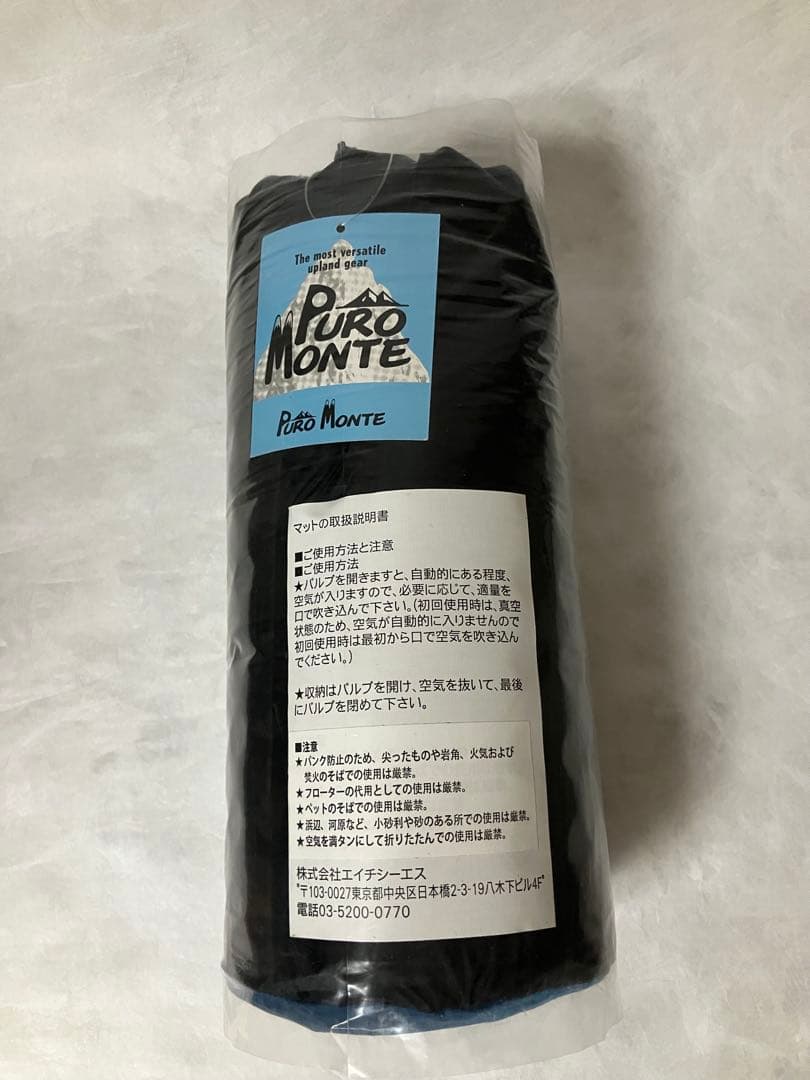 The most versatile
upland gear
PURO
MONTE
PURO MONTE
マットの取扱説明書
■ご使用方法と注意
■ご使用方法
★バルブを開きますと、自動的にある程度、
空気が入りますので、必要に応じて、適量を
口で吹き込んで下さい。(初回使用時は、真空
状態のため、空気が自動的に入りませんので
初回使用時は最初から口で空気を吹き込ん
でください。)
★収納はバルブを開け、空気を抜いて、最後
にバルブを閉めて下さい。
■注意
★パンク防止のため、尖ったものや岩角、火気および
焚火のそばでの使用は厳禁。
★フローターの代用としての使用は厳禁。
★ペットのそばでの使用は厳禁。
★浜辺、河原など、小砂利や砂のある所での使用は厳禁。
★空気を満タンにして折りたたんでの使用は厳禁。
株式会社エイチシーエス
"〒103-0027東京都中央区日本橋2-3-19八木下ビル4F"
電話03-5200-0770